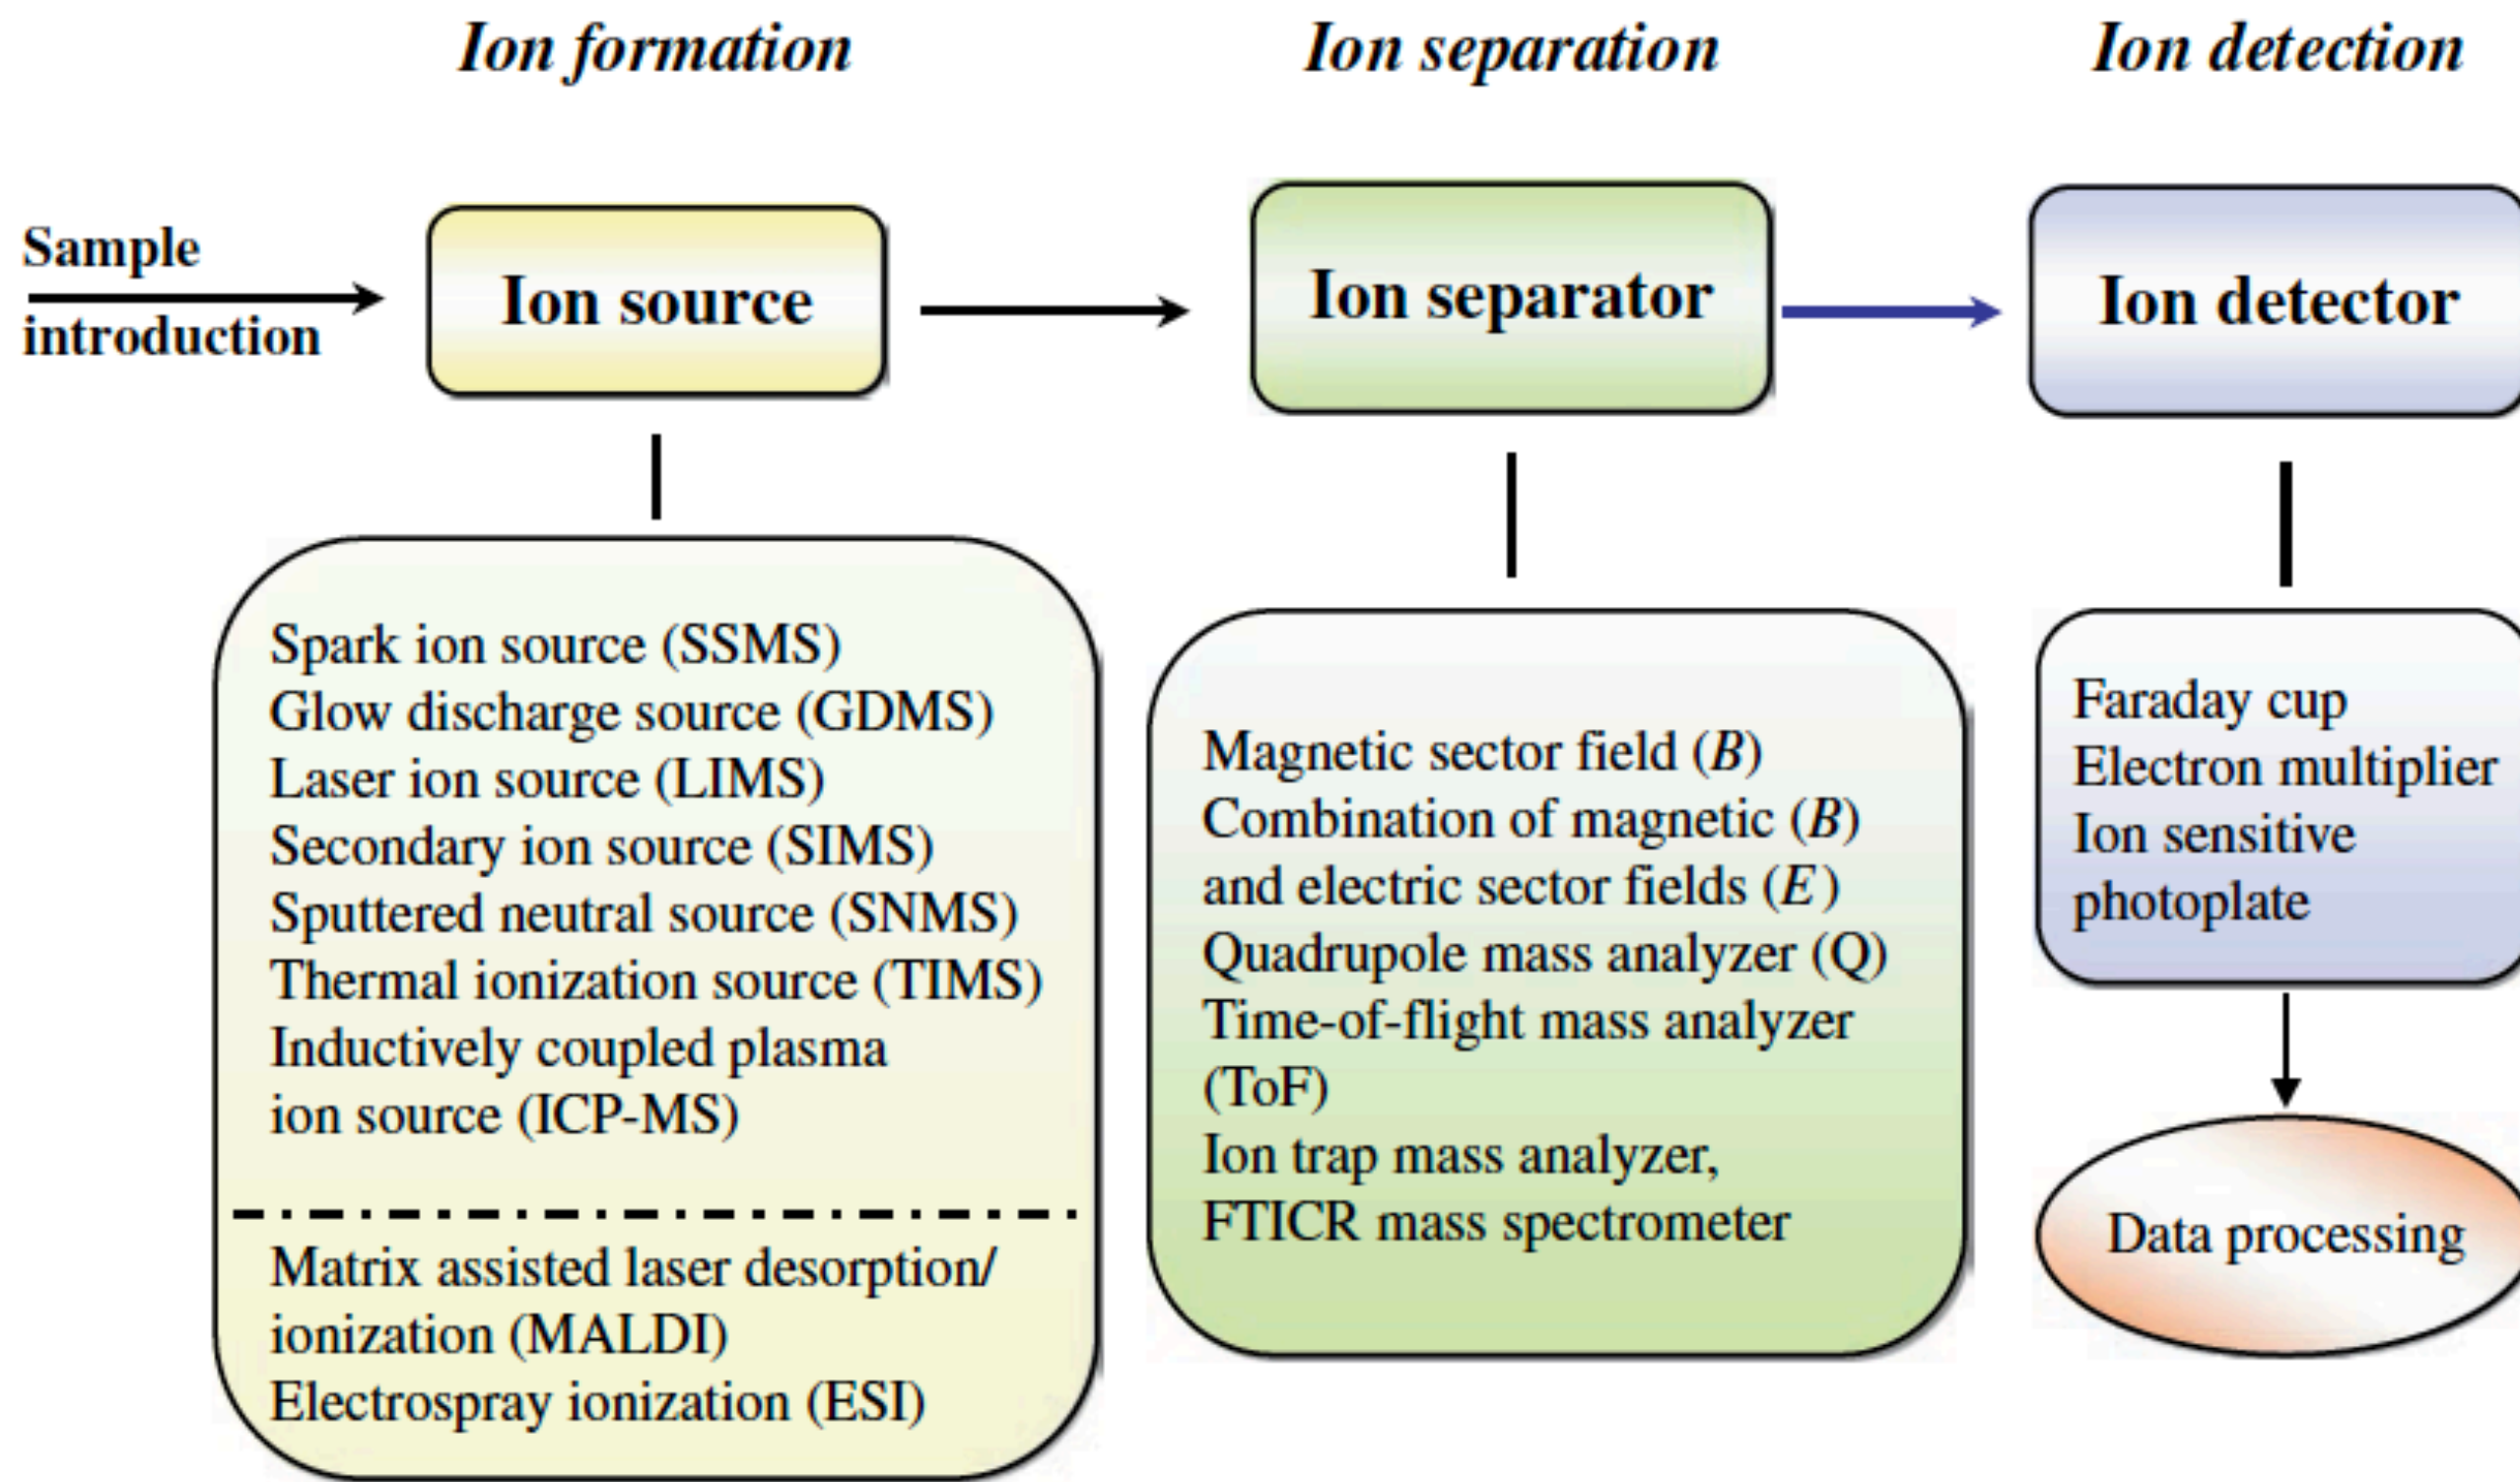 Ion formation
Ion separation
Ion detection
Sample
introduction
Ion source
Ion separator
Ion detector
Spark ion source (SSMS)
Glow discharge source (GDMS)
Laser ion source (LIMS)
Secondary ion source (SIMS)
Sputtered neutral source (SNMS)
Thermal ionization source (TIMS)
Inductively coupled plasma
ion source (ICP-MS)
Matrix assisted laser desorption/
ionization (MALDI)
Electrospray ionization (ESI)
Magnetic sector field (B)
Combination of magnetic (B)
and electric sector fields (E)
Quadrupole mass analyzer (Q)
Time-of-flight mass analyzer
(ToF)
Ion trap mass analyzer,
FTICR mass spectrometer
Faraday cup
Electron multiplier
Ion sensitive
photoplate
Data processing